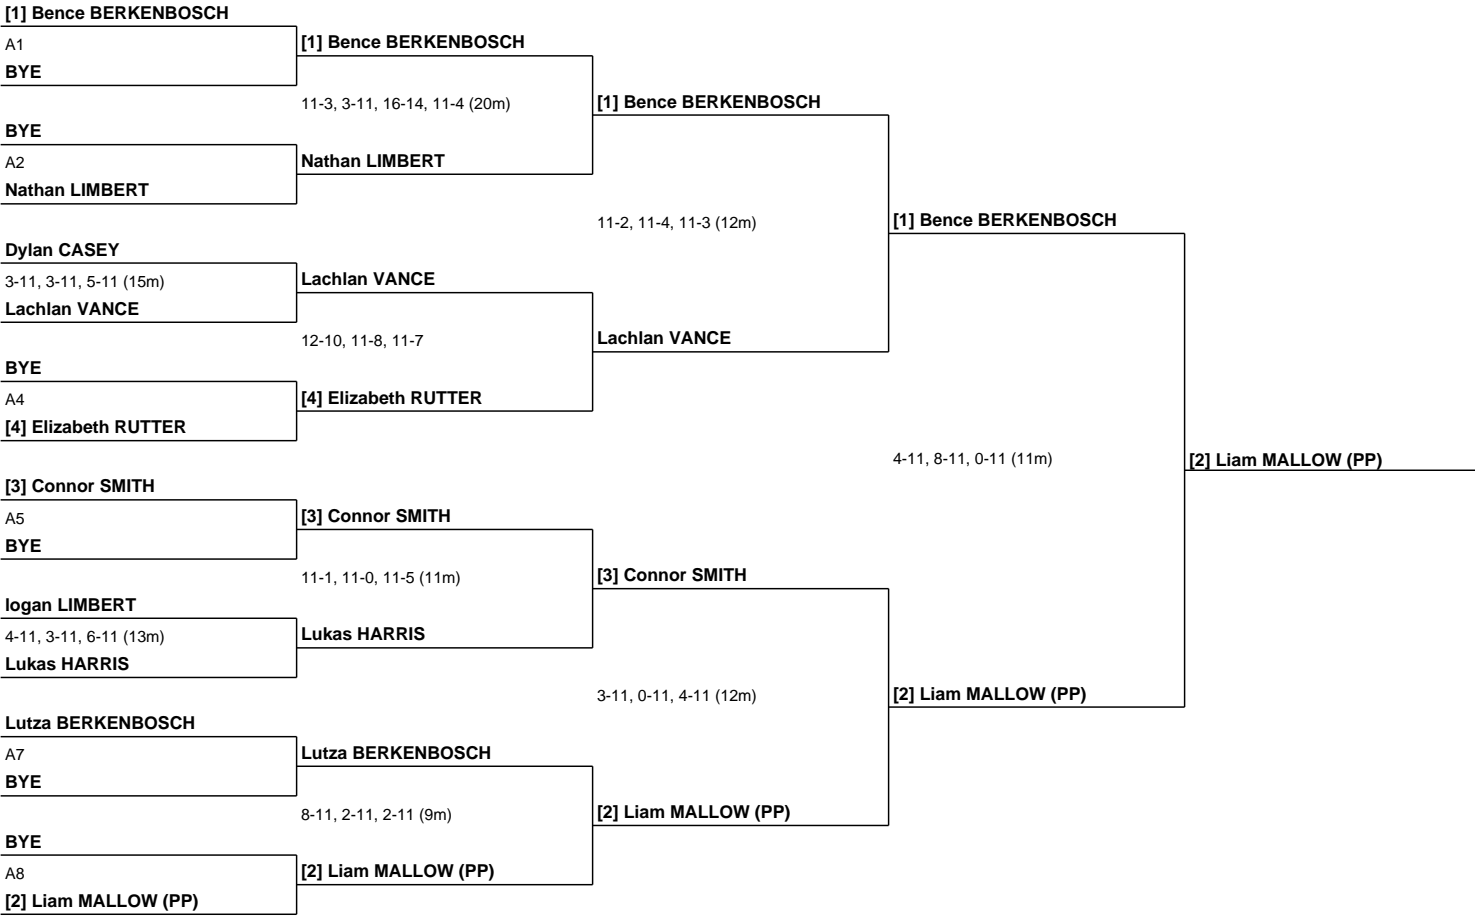 [1] Bence BERKENBOSCH
A1
BYE
BYE
A2
Nathan LIMBERT
Dylan CASEY
3-11, 3-11, 5-11 (15m)
Lachlan VANCE
BYE
A4
[4] Elizabeth RUTTER
[3] Connor SMITH
A5
BYE
logan LIMBERT
4-11, 3-11, 6-11 (13m)
Lukas HARRIS
Lutza BERKENBOSCH
A7
BYE
BYE
A8
[2] Liam MALLOW (PP)
[1] Bence BERKENBOSCH
11-3, 3-11, 16-14, 11-4 (20m)
Nathan LIMBERT
Lachlan VANCE
12-10, 11-8, 11-7
[4] Elizabeth RUTTER
[3] Connor SMITH
11-1, 11-0, 11-5 (11m)
Lukas HARRIS
Lutza BERKENBOSCH
8-11, 2-11, 2-11 (9m)
[2] Liam MALLOW (PP)
[1] Bence BERKENBOSCH
11-2, 11-4, 11-3 (12m)
Lachlan VANCE
[3] Connor SMITH
3-11, 0-11, 4-11 (12m)
[2] Liam MALLOW (PP)
[1] Bence BERKENBOSCH
4-11, 8-11, 0-11 (11m)
[2] Liam MALLOW (PP)
[2] Liam MALLOW (PP)